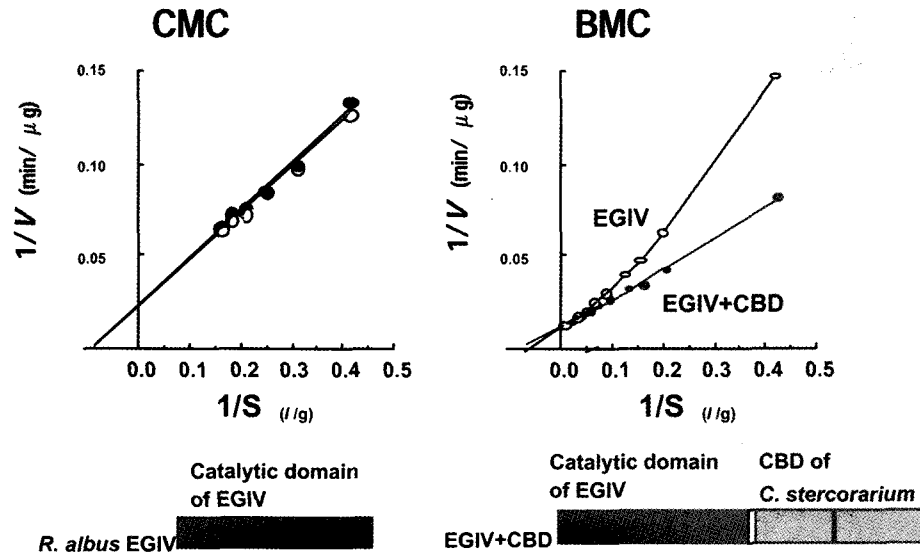 CMC
0.15
0.10
0.05
1/V (min/ μg)
0.0 0.1 0.2 0.3 0.4 0.5
1/S (l/g)
BMC
0.15
0.10
0.05
1/V (min/ μg)
EGIV
EGIV+CBD
0.0 0.1 0.2 0.3 0.4 0.5
1/S (l/g)
Catalytic domain
of EGIV
R. albus EGIV
Catalytic domain
of EGIV
CBD of
C. stercorarium
EGIV+CBD